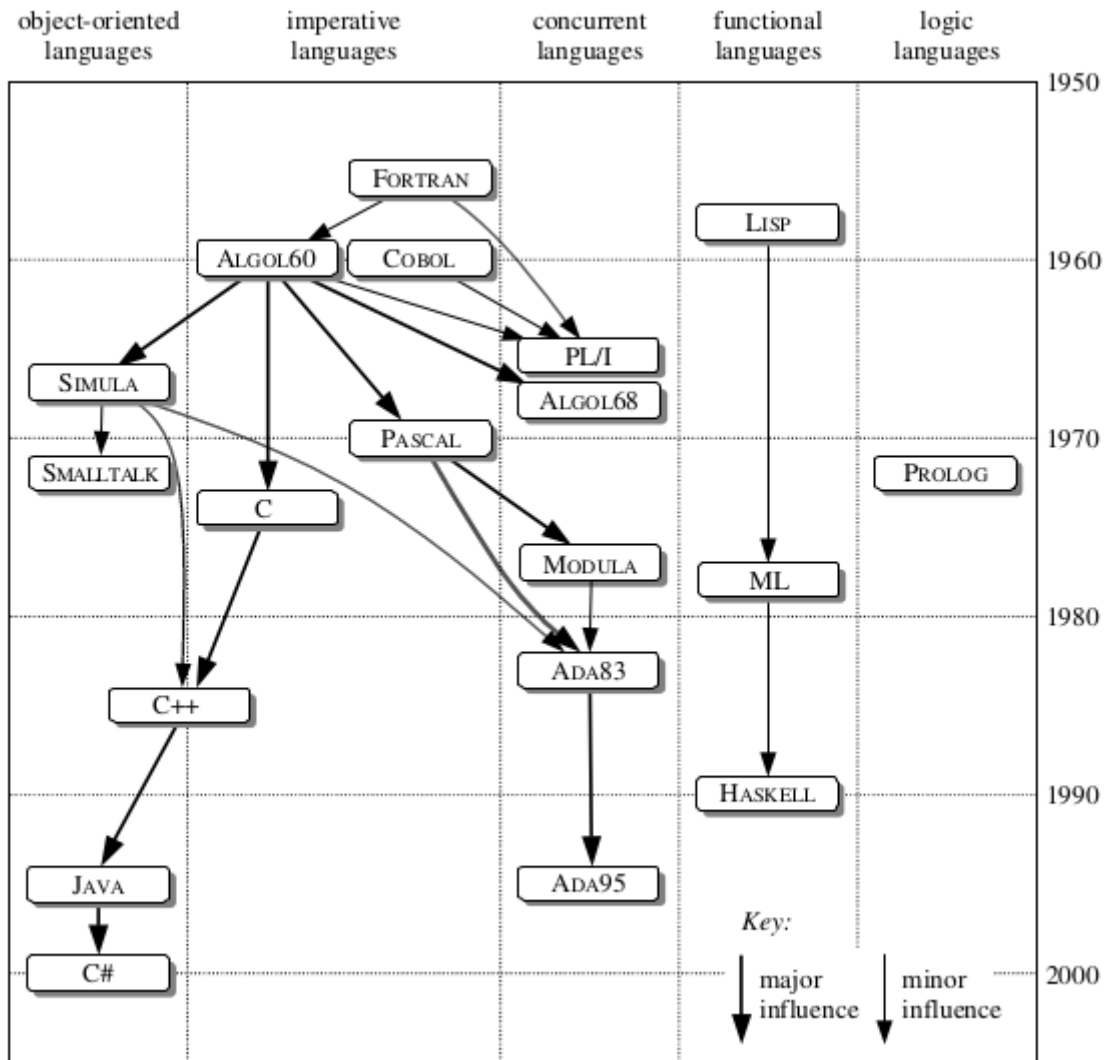 object-oriented
languages
imperative
languages
concurrent
languages
functional
languages
logic
languages
1950
FORTRAN
LISP
ALGOL60
COBOL
1960
PL/I
SIMULA
ALGOL68
PASCAL
1970
SMALLTALK
PROLOG
C
MODULA
ML
1980
ADA83
C++
HASKELL
1990
JAVA
ADA95
Key:
C#
major
influence
minor
influence
2000